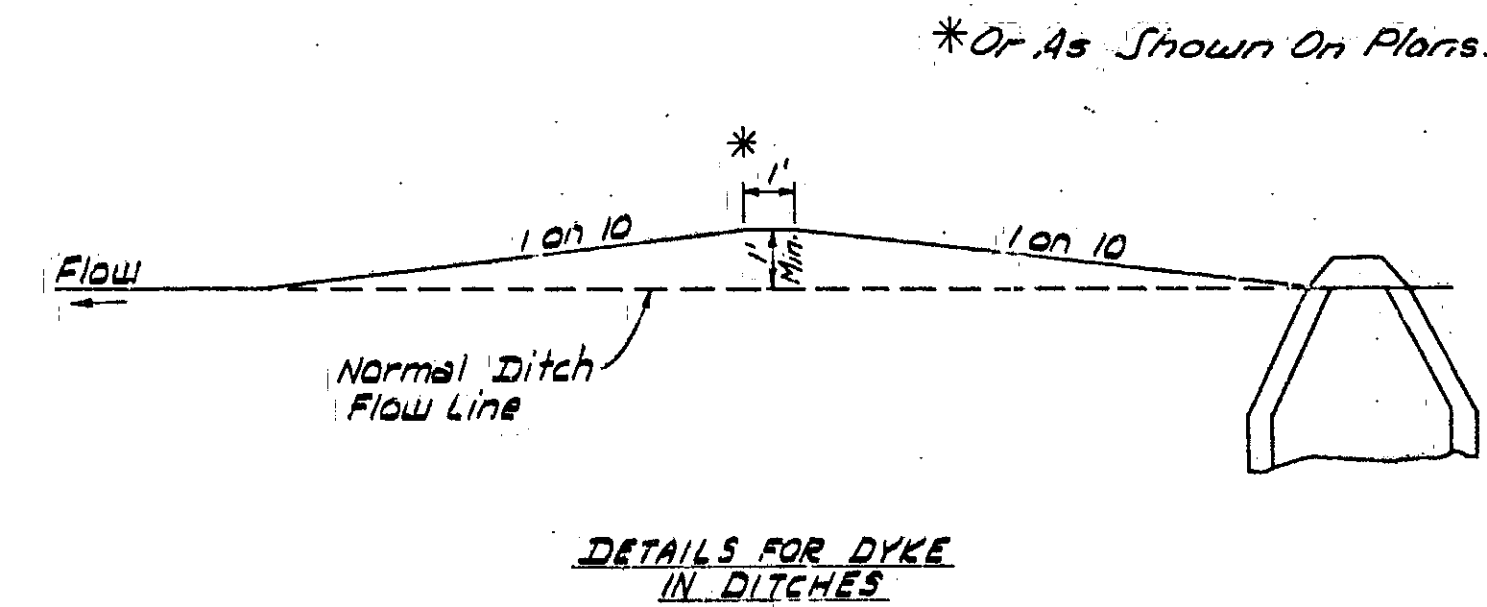 *Or As Shown On Plans.
*
1'
1 on 10
1' Min.
1 on 10
Flow
Normal Ditch
Flow Line
DETAILS FOR DYKE
IN DITCHES